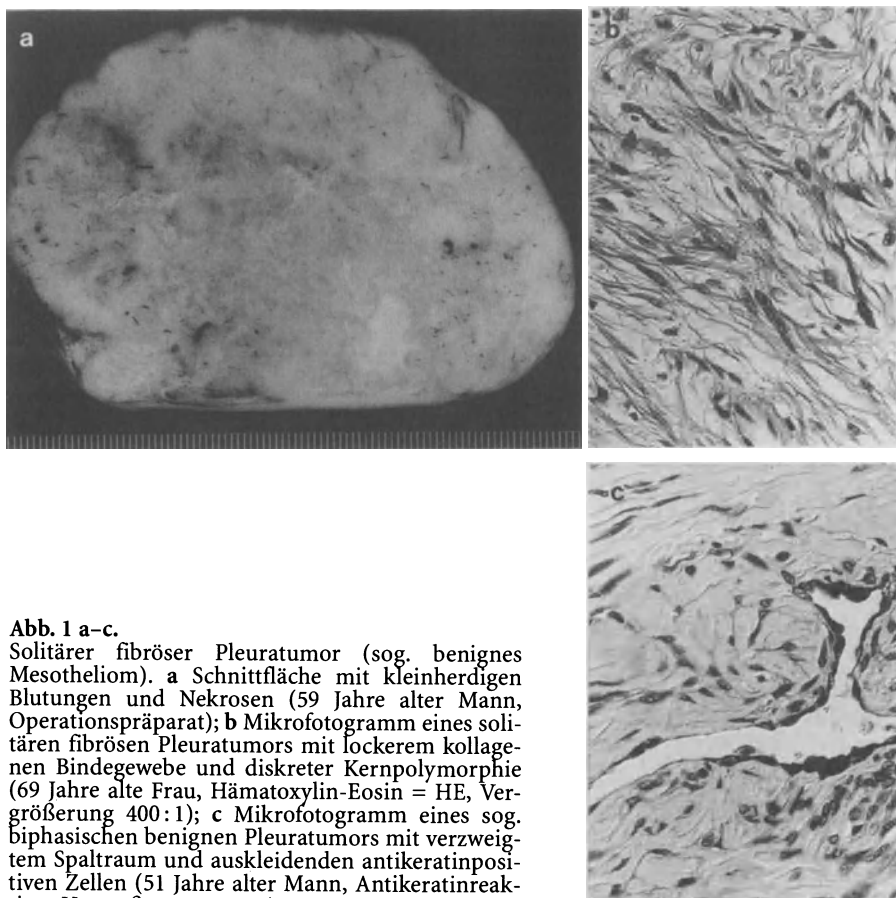 a
b
c
Abb. 1 a–c.
Solitärer fibröser Pleuratumor (sog. benignes
Mesotheliom). a Schnittfläche mit kleinherdigen
Blutungen und Nekrosen (59 Jahre alter Mann,
Operationspräparat); b Mikrofotogramm eines soli-
tären fibrösen Pleuratumors mit lockerem kollage-
nen Bindegewebe und diskreter Kernpolymorphie
(69 Jahre alte Frau, Hämatoxylin-Eosin = HE, Ver-
größerung 400:1); c Mikrofotogramm eines sog.
biphasischen benignen Pleuratumors mit verzweig-
tem Spaltraum und auskleidenden antikeratinposi-
tiven Zellen (51 Jahre alter Mann, Antikeratinreak-